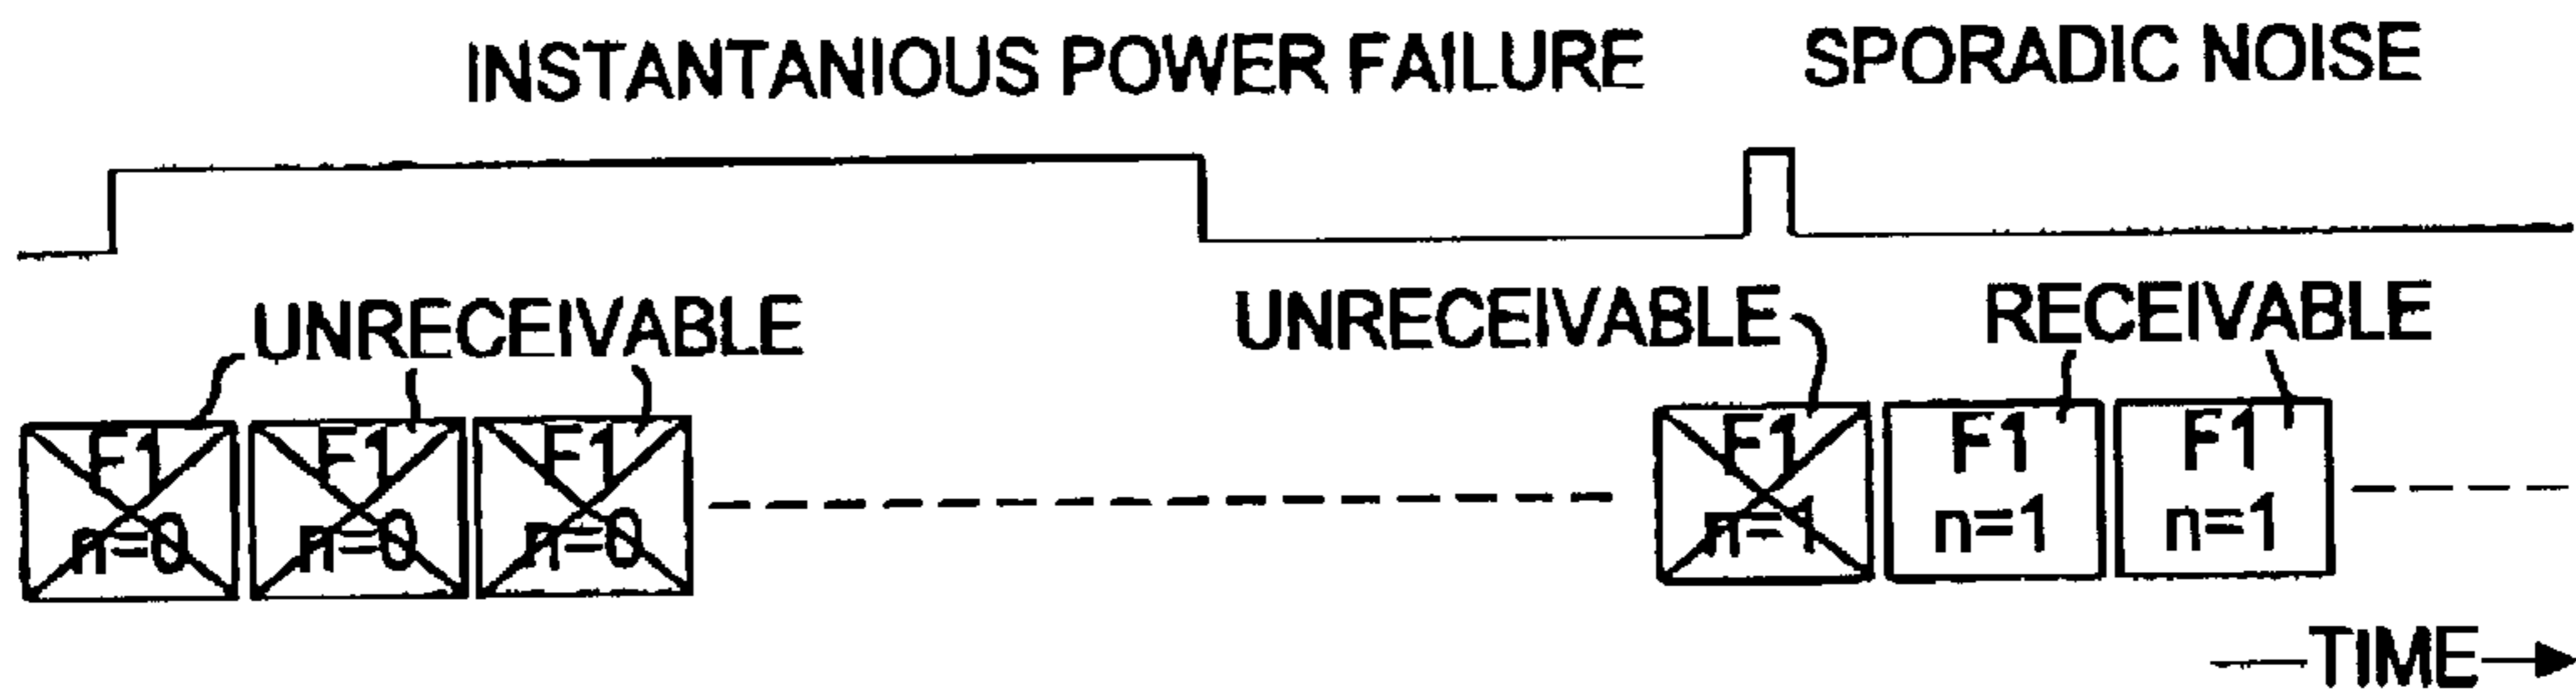 INSTANTANIOUS POWER FAILURE SPORADIC NOISE
UNRECEIVABLE UNRECEIVABLE RECEIVABLE
F1 F1 F1 F1 F1 F1
n=0 n=0 n=0 n=1 n=1 n=1
TIME